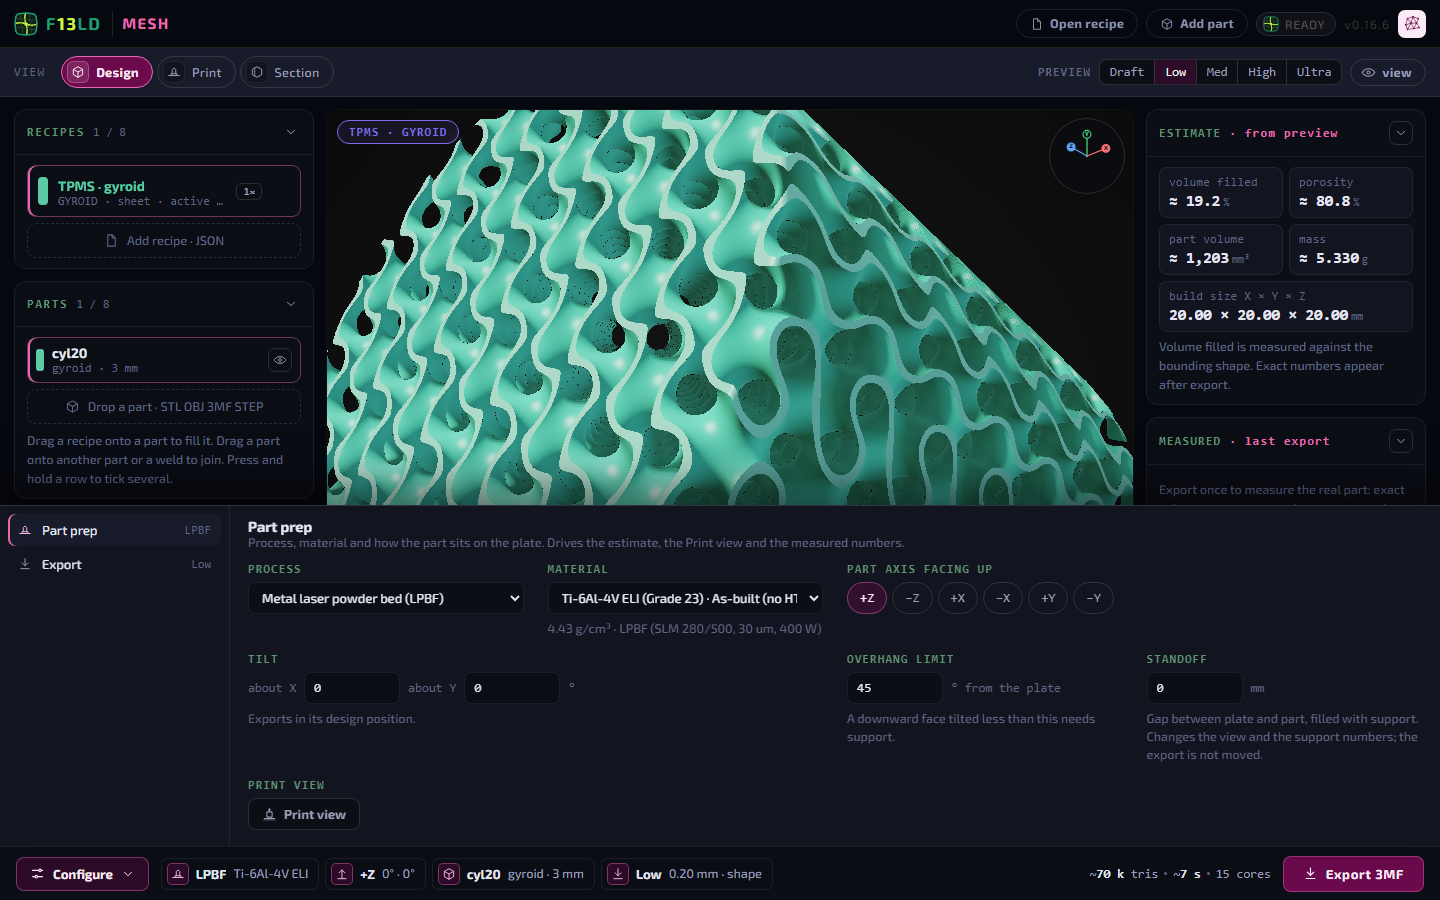 F13LD MESH
Open recipe
Add part
READY
v0.16.6
VIEW
Design
Print
Section
PREVIEW
Draft
Low
Med
High
Ultra
view
RECIPES 1 / 8
TPMS · gyroid
GYROID · sheet · active …
1×
Add recipe · JSON
PARTS 1 / 8
cyl20
gyroid · 3 mm
Drop a part · STL OBJ 3MF STEP
Drag a recipe onto a part to fill it. Drag a part
onto another part or a weld to join. Press and
hold a row to tick several.
TPMS · GYROID
Y
Z
X
ESTIMATE · from preview
volume filled
≈ 19.2 %
porosity
≈ 80.8 %
part volume
≈ 1,203 mm³
mass
≈ 5.330 g
build size X × Y × Z
20.00 × 20.00 × 20.00 mm
Volume filled is measured against the
bounding shape. Exact numbers appear
after export.
MEASURED · last export
Export once to measure the real part: exact
Part prep LPBF
Export Low
Part prep
Process, material and how the part sits on the plate. Drives the estimate, the Print view and the measured numbers.
PROCESS
Metal laser powder bed (LPBF)
MATERIAL
Ti-6Al-4V ELI (Grade 23) · As-built (no HT
4.43 g/cm³ · LPBF (SLM 280/500, 30 um, 400 W)
PART AXIS FACING UP
+Z
−Z
+X
−X
+Y
−Y
TILT
about X 0 about Y 0 °
Exports in its design position.
OVERHANG LIMIT
45 ° from the plate
A downward face tilted less than this needs
support.
STANDOFF
0 mm
Gap between plate and part, filled with support.
Changes the view and the support numbers; the
export is not moved.
PRINT VIEW
Print view
Configure
LPBF Ti-6Al-4V ELI
+Z 0° · 0°
cyl20 gyroid · 3 mm
Low 0.20 mm · shape
~70 k tris · ~7 s · 15 cores
Export 3MF